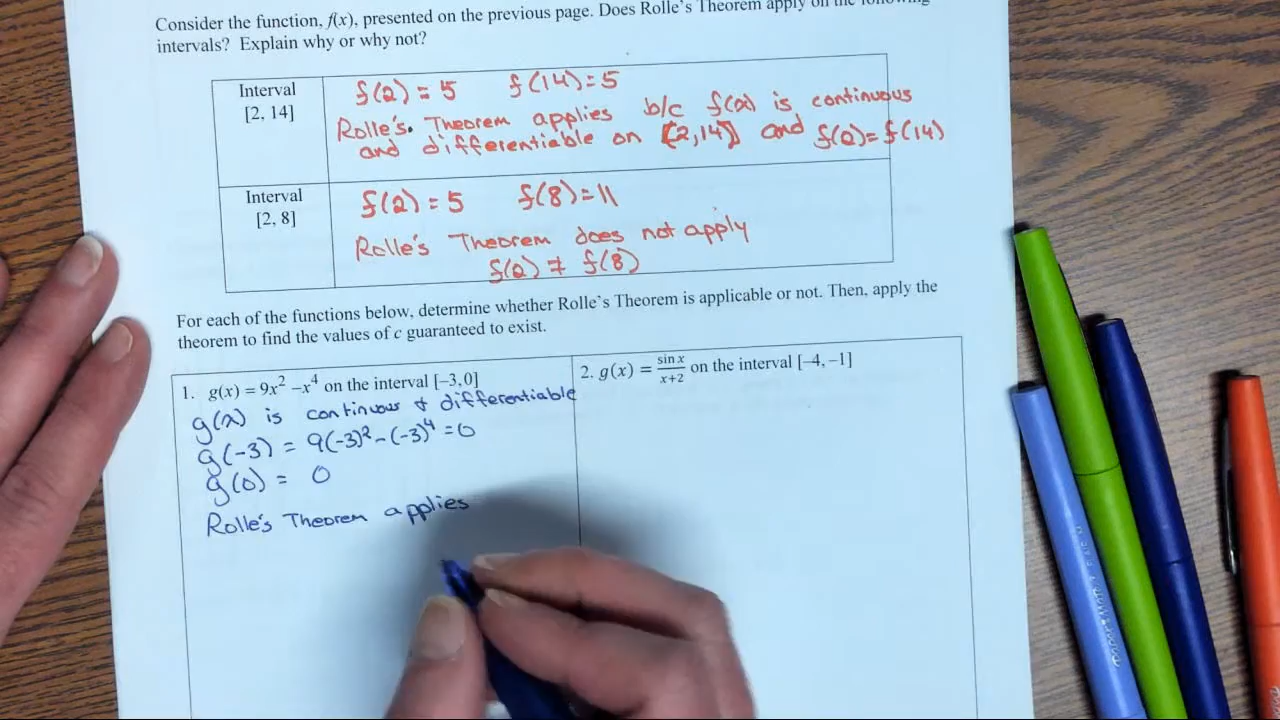 Consider the function, f(x), presented on the previous page. Does Rolle's Theorem apply on the following
intervals? Explain why or why not?
Interval
[2, 14]
f(2) = 5 f(14)=5
Rolle's Theorem applies b/c f(x) is continuous
and differentiable on [2,14] and f(2)=f(14)
Interval
[2, 8]
f(2) = 5 f(8)=11
Rolle's Theorem does not apply
f(2) ≠ f(8)
For each of the functions below, determine whether Rolle's Theorem is applicable or not. Then, apply the
theorem to find the values of c guaranteed to exist.
1. g(x) = 9x² −x⁴ on the interval [−3,0]
g(x) is continuous & differentiable
g(-3) = 9(-3)²-(-3)⁴=0
g(0) = 0
Rolle's Theorem applies
2. g(x) = sin x / x+2 on the interval [−4, −1]